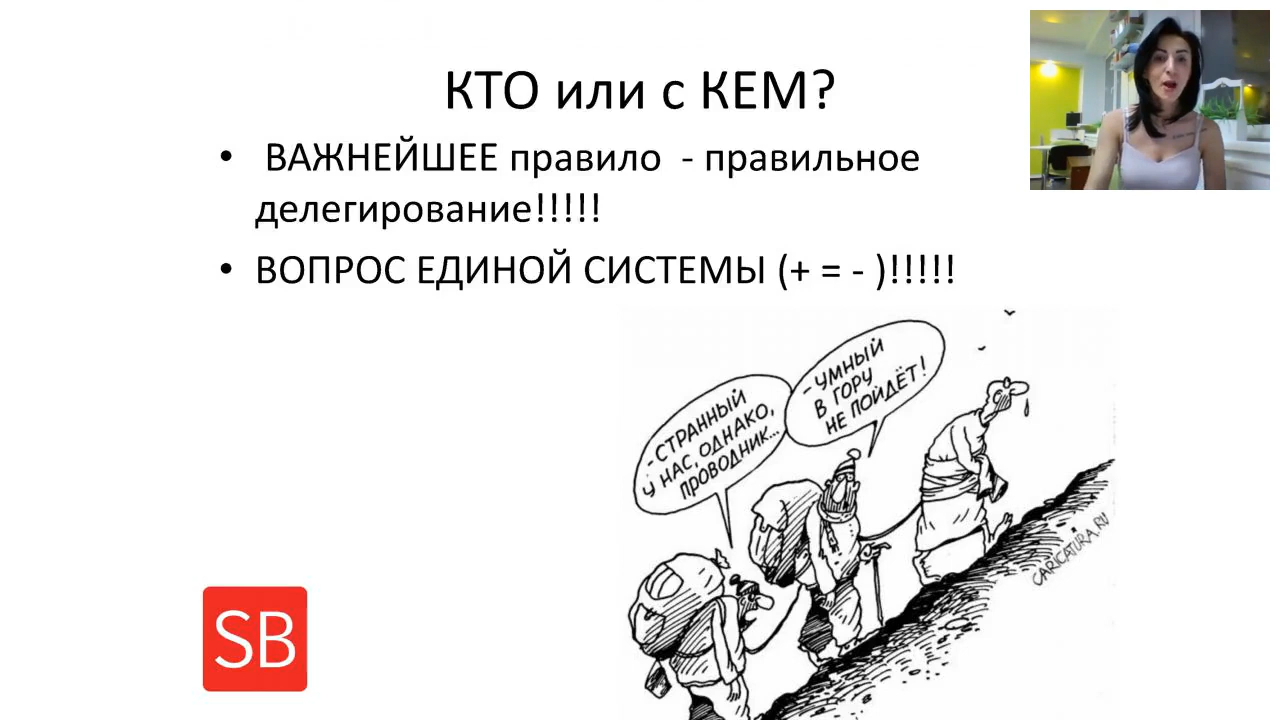 КТО или с КЕМ?
• ВАЖНЕЙШЕЕ правило - правильное
делегирование!!!!!
• ВОПРОС ЕДИНОЙ СИСТЕМЫ (+ = - )!!!!!
-СТРАННЫЙ
У НАС, ОДНАКО,
ПРОВОДНИК...
-УМНЫЙ
В ГОРУ
НЕ ПОЙДЁТ!
CARICATURA.RU
SB